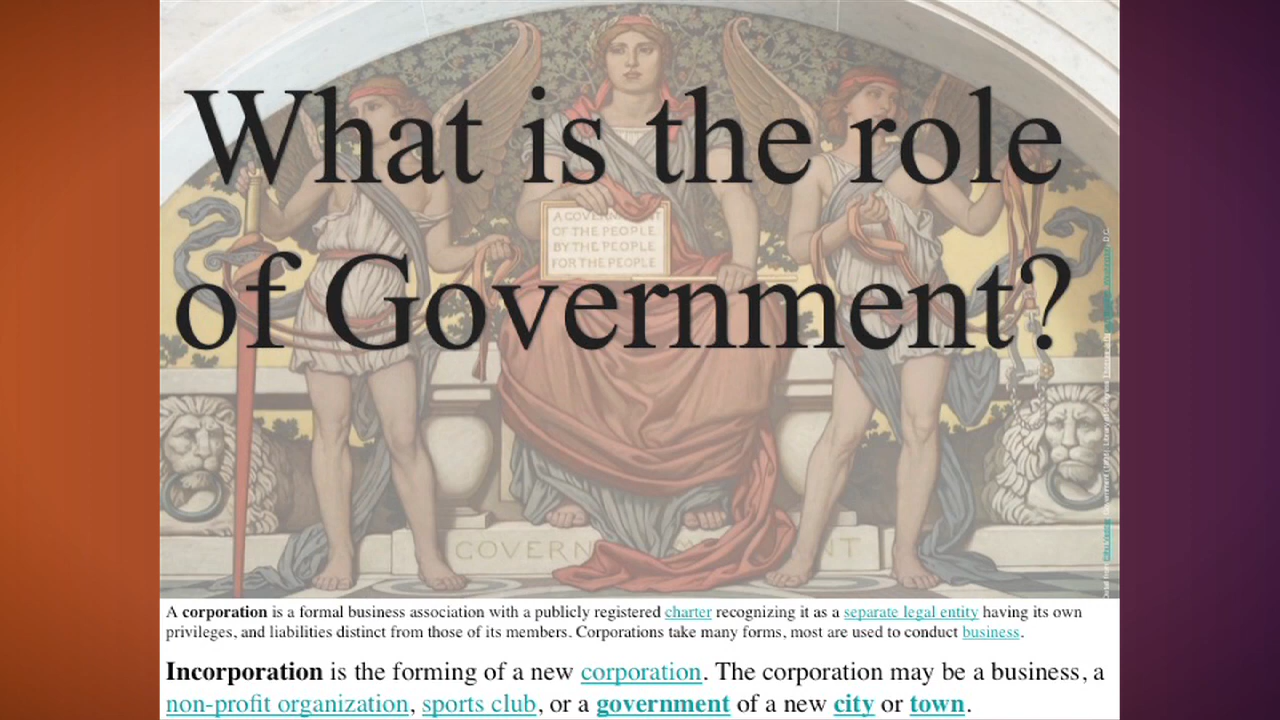 What is the role
of Government?
A GOVERNMENT
OF THE PEOPLE
BY THE PEOPLE
FOR THE PEOPLE
GOVERN NT
A corporation is a formal business association with a publicly registered charter recognizing it as a separate legal entity having its own
privileges, and liabilities distinct from those of its members. Corporations take many forms, most are used to conduct business.
Incorporation is the forming of a new corporation. The corporation may be a business, a
non-profit organization, sports club, or a government of a new city or town.